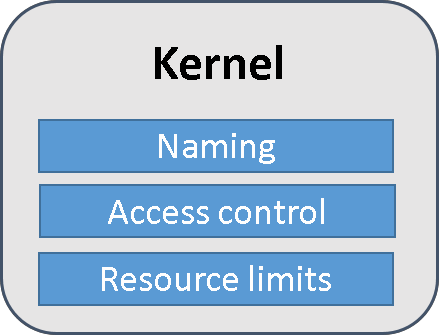 Kernel
Naming
Access control
Resource limits